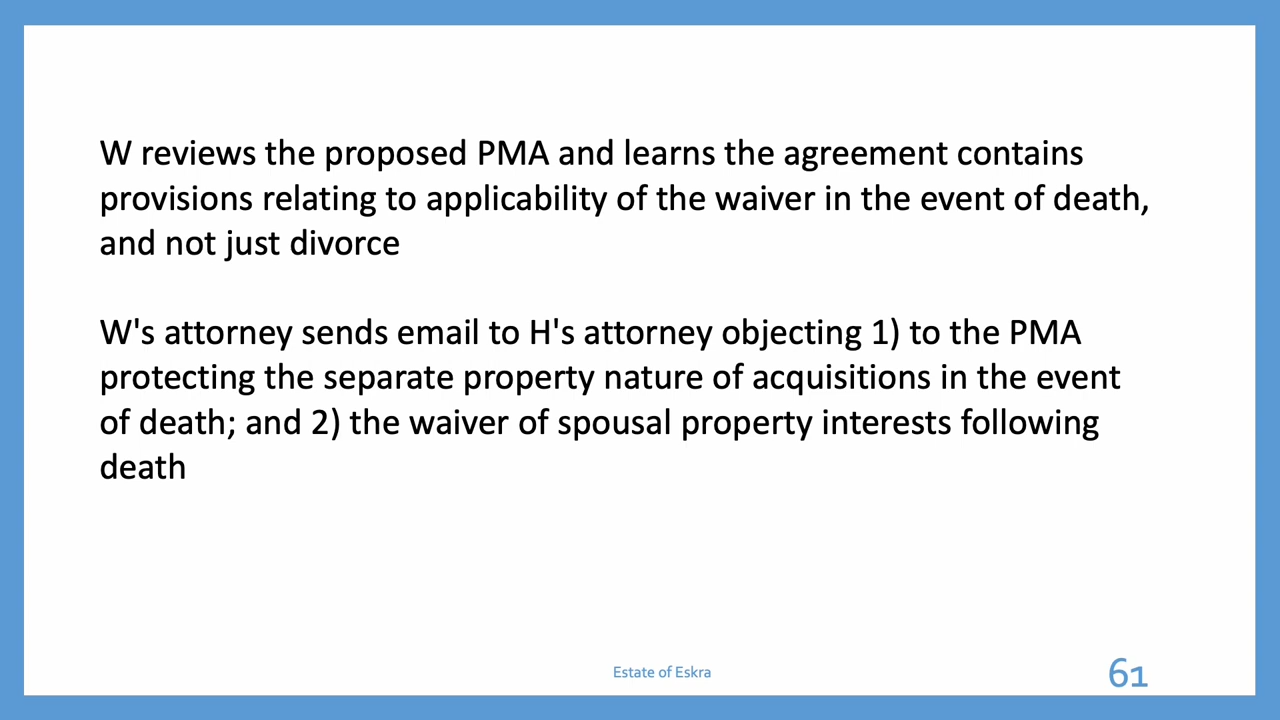 W reviews the proposed PMA and learns the agreement contains
provisions relating to applicability of the waiver in the event of death,
and not just divorce
W's attorney sends email to H's attorney objecting 1) to the PMA
protecting the separate property nature of acquisitions in the event
of death; and 2) the waiver of spousal property interests following
death
Estate of Eskra
61